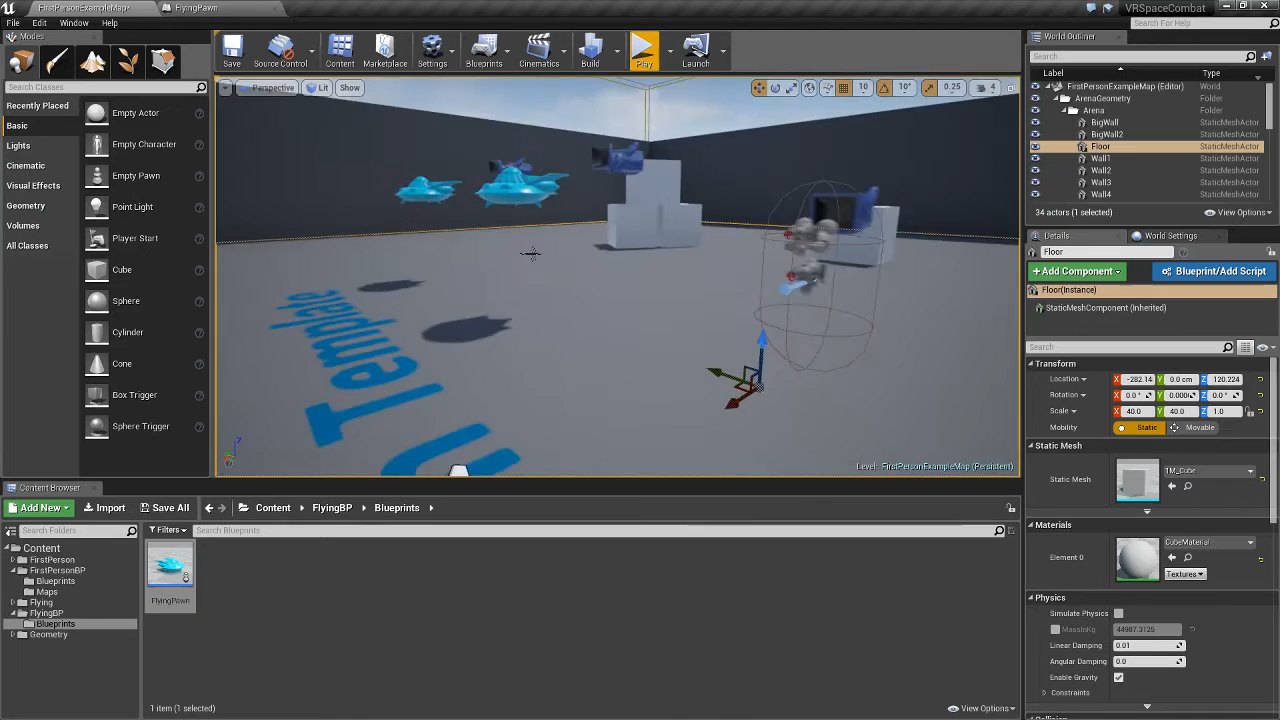 FirstPersonExampleMap*
FlyingPawn
VRSpaceCombat
File
Edit
Window
Help
Search For Help
Modes
World Outliner
Save
Source Control
Content
Marketplace
Settings
Blueprints
Cinematics
Build
Play
Launch
Search...
Search Classes
Perspective
Lit
Show
10
10°
0.25
4
Label
Type
Recently Placed
Basic
Lights
Cinematic
Visual Effects
Geometry
Volumes
All Classes
Empty Actor
Empty Character
Empty Pawn
Point Light
Player Start
Cube
Sphere
Cylinder
Cone
Box Trigger
Sphere Trigger
FirstPersonExampleMap (Editor)
World
ArenaGeometry
Folder
Arena
Folder
BigWall
StaticMeshActor
BigWall2
StaticMeshActor
Floor
StaticMeshActor
Wall1
StaticMeshActor
Wall2
StaticMeshActor
Wall3
StaticMeshActor
Wall4
StaticMeshActor
34 actors (1 selected)
View Options
Details
World Settings
Floor
Add Component
Blueprint/Add Script
Floor(Instance)
StaticMeshComponent (Inherited)
Search
Transform
Location
X -282.14
Y 0.0 cm
Z 120.224
Rotation
X 0.0 °
Y 0.000
Z 0.0 °
Scale
X 40.0
Y 40.0
Z 1.0
Mobility
Static
Movable
Static Mesh
Static Mesh
1M_Cube
Materials
Element 0
CubeMaterial
Textures
Physics
Simulate Physics
MassInKg
44987.3125
Linear Damping
0.01
Angular Damping
0.0
Enable Gravity
Constraints
Template
Level: FirstPersonExampleMap (Persistent)
Content Browser
Add New
Import
Save All
Content
FlyingBP
Blueprints
Search Folders
Filters
Search Blueprints
Content
FirstPerson
FirstPersonBP
Blueprints
Maps
Flying
FlyingBP
Blueprints
Geometry
FlyingPawn
1 item (1 selected)
View Options